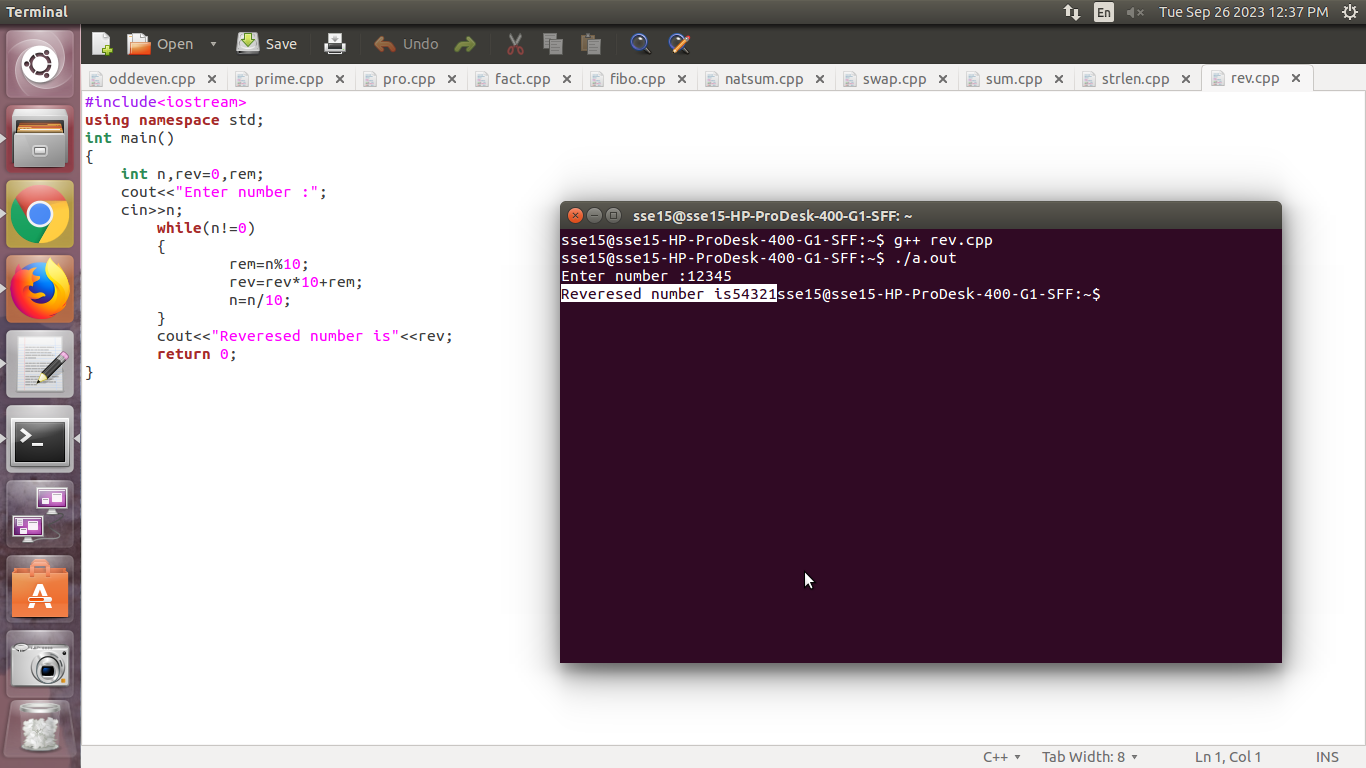 Terminal
En
Tue Sep 26 2023 12:37 PM
Open
Save
Undo
oddeven.cpp
prime.cpp
pro.cpp
fact.cpp
fibo.cpp
natsum.cpp
swap.cpp
sum.cpp
strlen.cpp
rev.cpp
#include<iostream>
using namespace std;
int main()
{
    int n,rev=0,rem;
    cout<<"Enter number :";
    cin>>n;
        while(n!=0)
        {
                rem=n%10;
                rev=rev*10+rem;
                n=n/10;
        }
        cout<<"Reveresed number is"<<rev;
        return 0;
}
sse15@sse15-HP-ProDesk-400-G1-SFF: ~
sse15@sse15-HP-ProDesk-400-G1-SFF:~$ g++ rev.cpp
sse15@sse15-HP-ProDesk-400-G1-SFF:~$ ./a.out
Enter number :12345
Reveresed number is54321sse15@sse15-HP-ProDesk-400-G1-SFF:~$
C++
Tab Width: 8
Ln 1, Col 1
INS